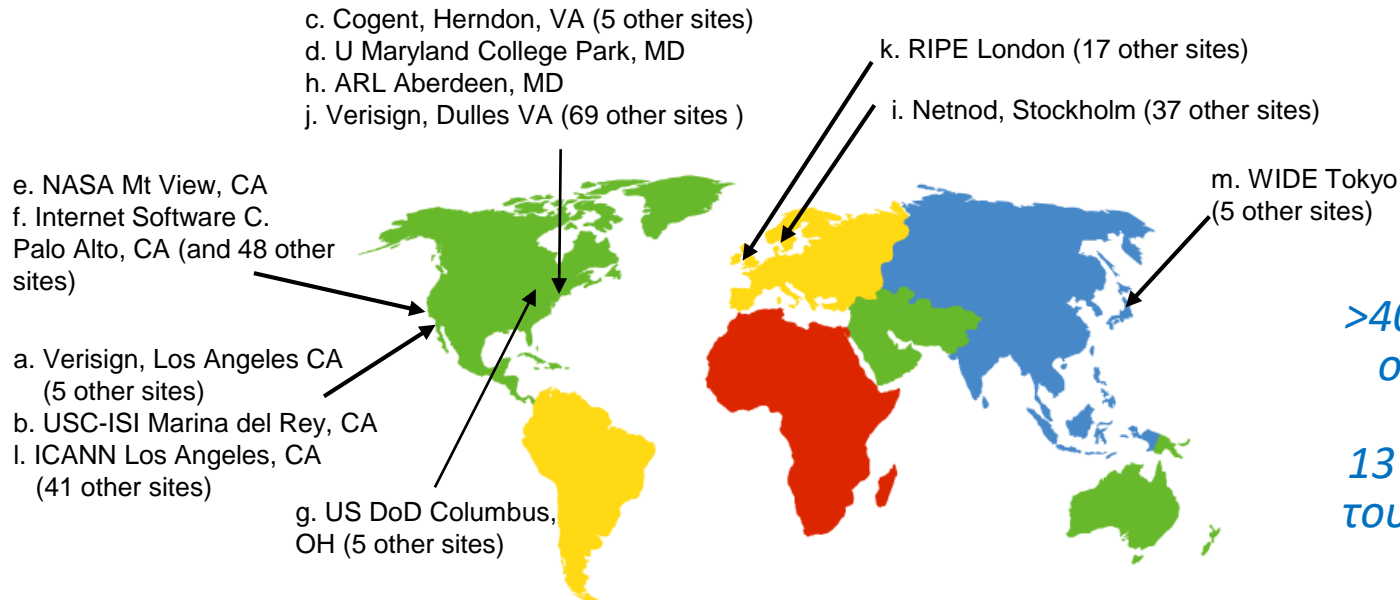 c. Cogent, Herndon, VA (5 other sites)
d. U Maryland College Park, MD
h. ARL Aberdeen, MD
j. Verisign, Dulles VA (69 other sites )
k. RIPE London (17 other sites)
i. Netnod, Stockholm (37 other sites)
m. WIDE Tokyo
(5 other sites)
e. NASA Mt View, CA
f. Internet Software C.
Palo Alto, CA (and 48 other
sites)
a. Verisign, Los Angeles CA
(5 other sites)
b. USC-ISI Marina del Rey, CA
l. ICANN Los Angeles, CA
(41 other sites)
g. US DoD Columbus,
OH (5 other sites)
13